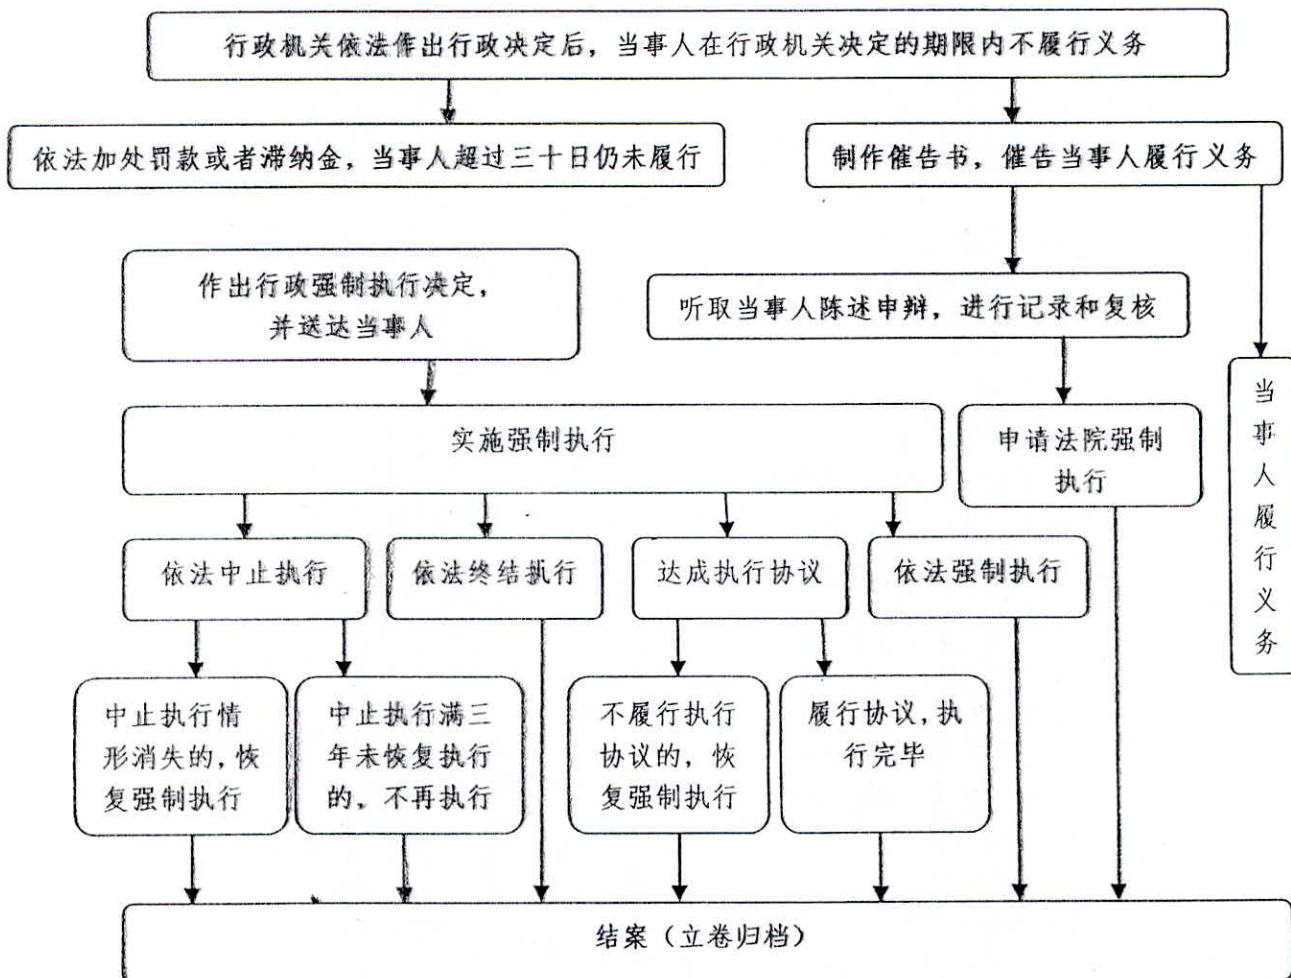 行政机关依法作出行政决定后，当事人在行政机关决定的期限内不履行义务
依法加处罚款或者滞纳金，当事人超过三十日仍未履行
制作催告书，催告当事人履行义务
作出行政强制执行决定，
并送达当事人
听取当事人陈述申辩，进行记录和复核
当事人履行义务
实施强制执行
申请法院强制
执行
依法中止执行
依法终结执行
达成执行协议
依法强制执行
中止执行情
形消失的，恢
复强制执行
中止执行满三
年未恢复执行
的，不再执行
不履行执行
协议的，恢
复强制执行
履行协议，执
行完毕
结案（立卷归档）